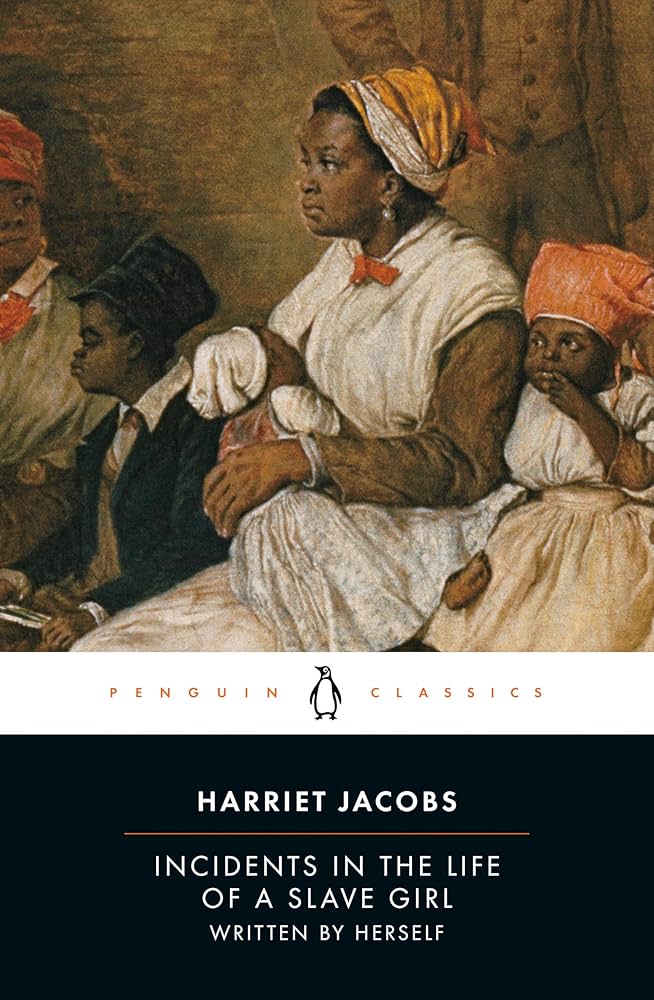 PENGUIN CLASSICS
HARRIET JACOBS
INCIDENTS IN THE LIFE
OF A SLAVE GIRL
WRITTEN BY HERSELF